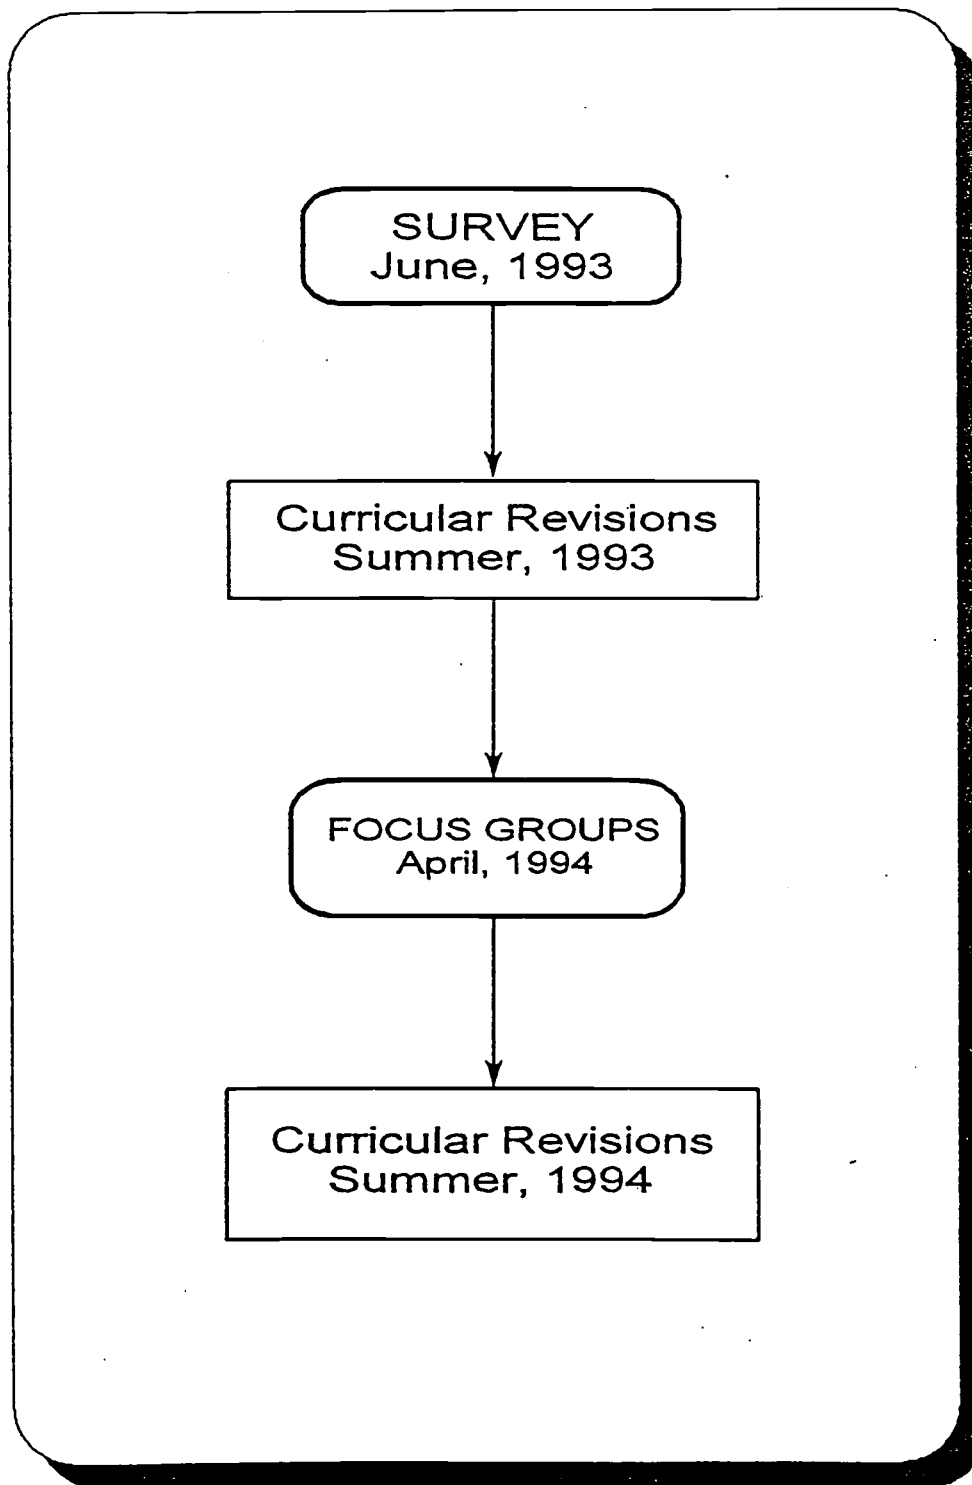 SURVEY
June, 1993
Curricular Revisions
Summer, 1993
FOCUS GROUPS
April, 1994
Curricular Revisions
Summer, 1994